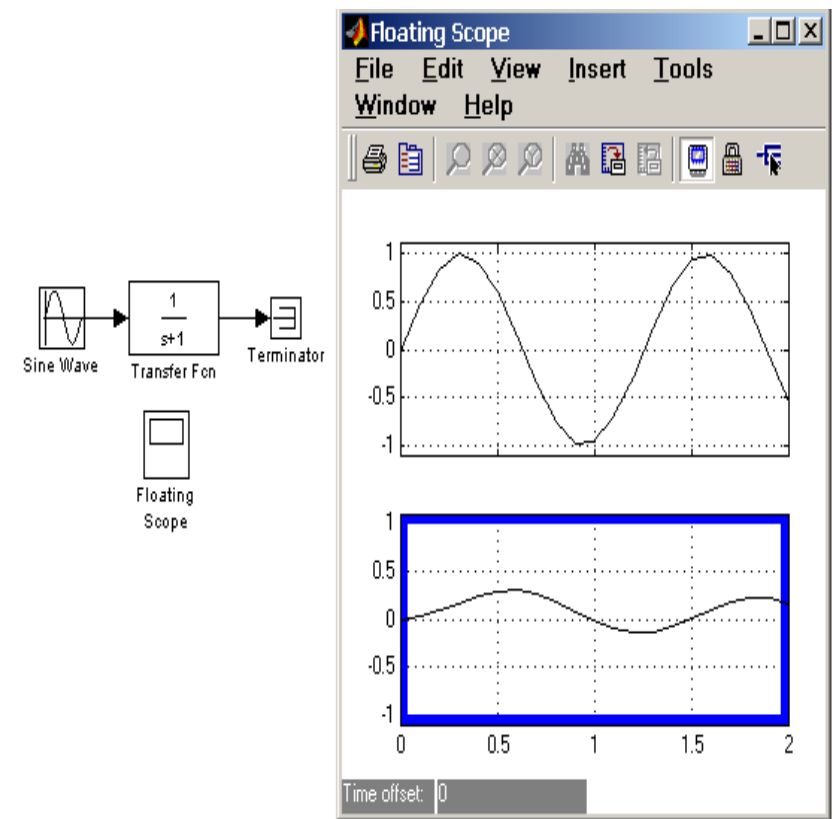 Floating Scope
File Edit View Insert Tools
Window Help
1
0.5
0
-0.5
-1
1
s+1
Sine Wave
Transfer Fcn
Terminator
Floating
Scope
1
0.5
0
-0.5
-1
0 0.5 1 1.5 2
Time offset: 0